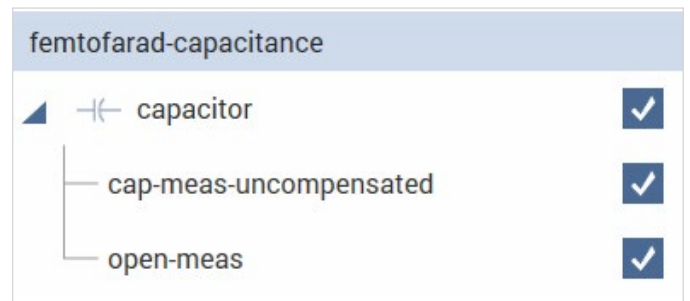 femtofarad-capacitance
capacitor
cap-meas-uncompensated
open-meas